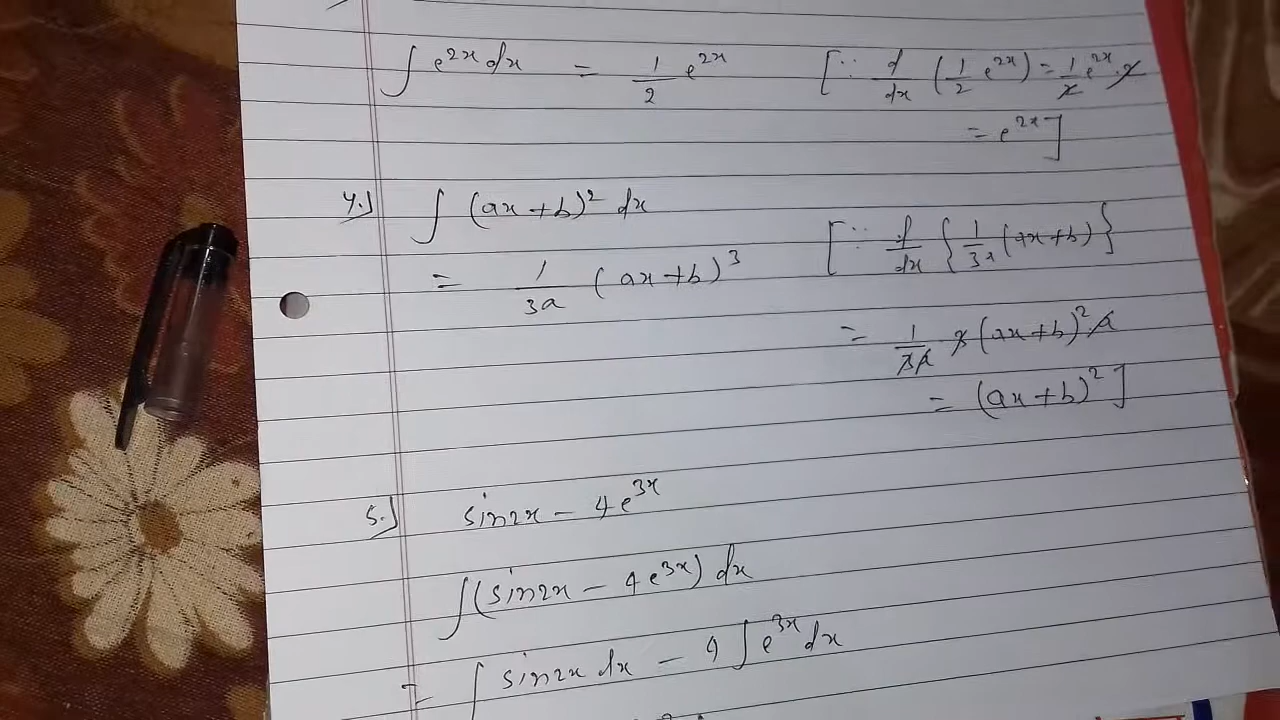 ∫ e^{2x} dx = 1/2 e^{2x} [∵ d/dx (1/2 e^{2x}) = 1/2 e^{2x}.2
= e^{2x}]
4.) ∫ (ax+b)² dx
= 1/3a (ax+b)³ [∵ d/dx {1/3a (ax+b)}
= 1/3a 3(ax+b)² a
= (ax+b)²]
5.) sin2x - 4e^{3x}
∫(sin2x - 4e^{3x}) dx
= ∫ sin2x dx - 4∫e^{3x} dx